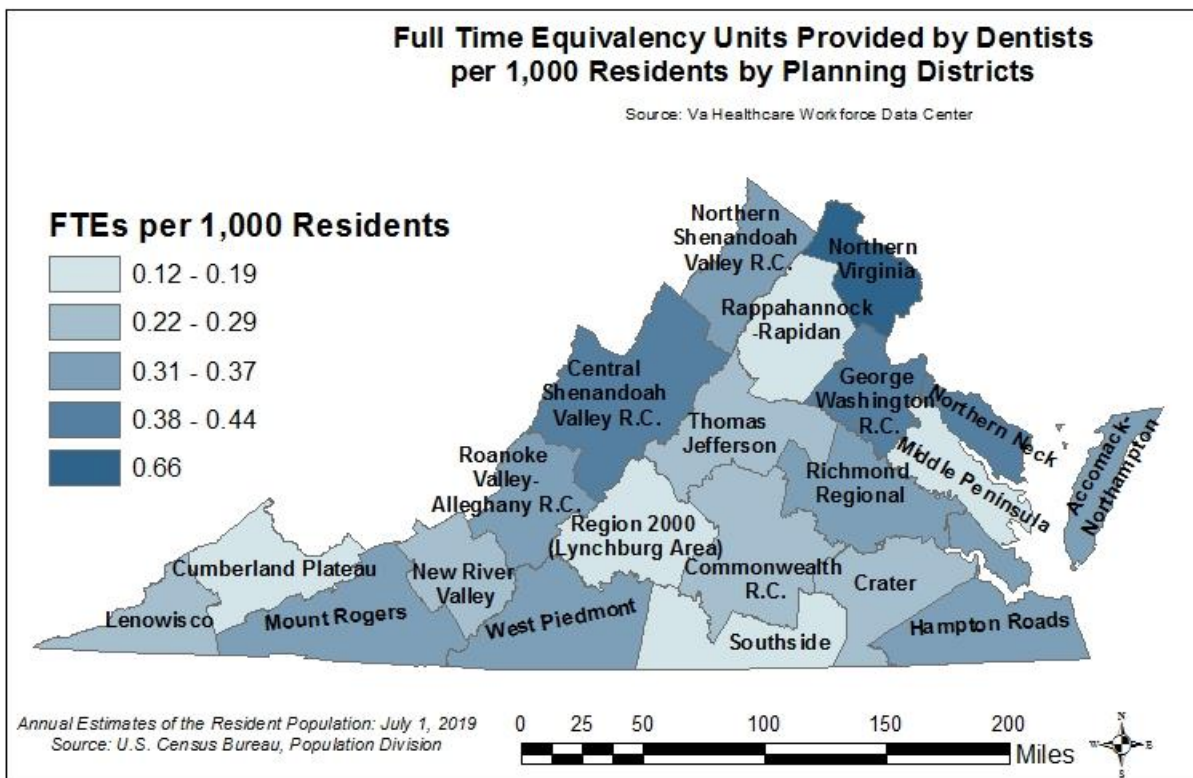 Full Time Equivalency Units Provided by Dentists
per 1,000 Residents by Planning Districts
Source: Va Healthcare Workforce Data Center
FTEs per 1,000 Residents
0.12 - 0.19
0.22 - 0.29
0.31 - 0.37
0.38 - 0.44
0.66
Northern
Shenandoah
Valley R.C.
Northern
Virginia
Rappahannock
-Rapidan
Central
Shenandoah
Valley R.C.
George
Washington
R.C.
Northern Neck
Thomas
Jefferson
Middle Peninsula
Accomack-
Northampton
Roanoke
Valley-
Alleghany R.C.
Richmond
Regional
Region 2000
(Lynchburg Area)
Cumberland Plateau
New River
Valley
Commonwealth
R.C.
Crater
Lenowisco
Mount Rogers
West Piedmont
Southside
Hampton Roads
Annual Estimates of the Resident Population: July 1, 2019
Source: U.S. Census Bureau, Population Division
0 25 50 100 150 200
Miles
N
W E
S